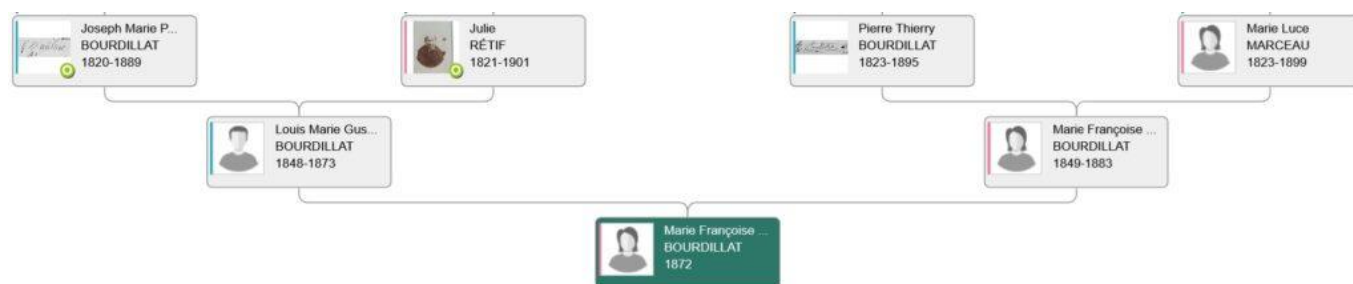 Joseph Marie P...
BOURDILLAT
1820-1889
Julie
RÉTIF
1821-1901
Pierre Thierry
BOURDILLAT
1823-1895
Marie Luce
MARCEAU
1823-1899
Louis Marie Gus...
BOURDILLAT
1848-1873
Marie Françoise ...
BOURDILLAT
1849-1883
Marie Françoise ...
BOURDILLAT
1872